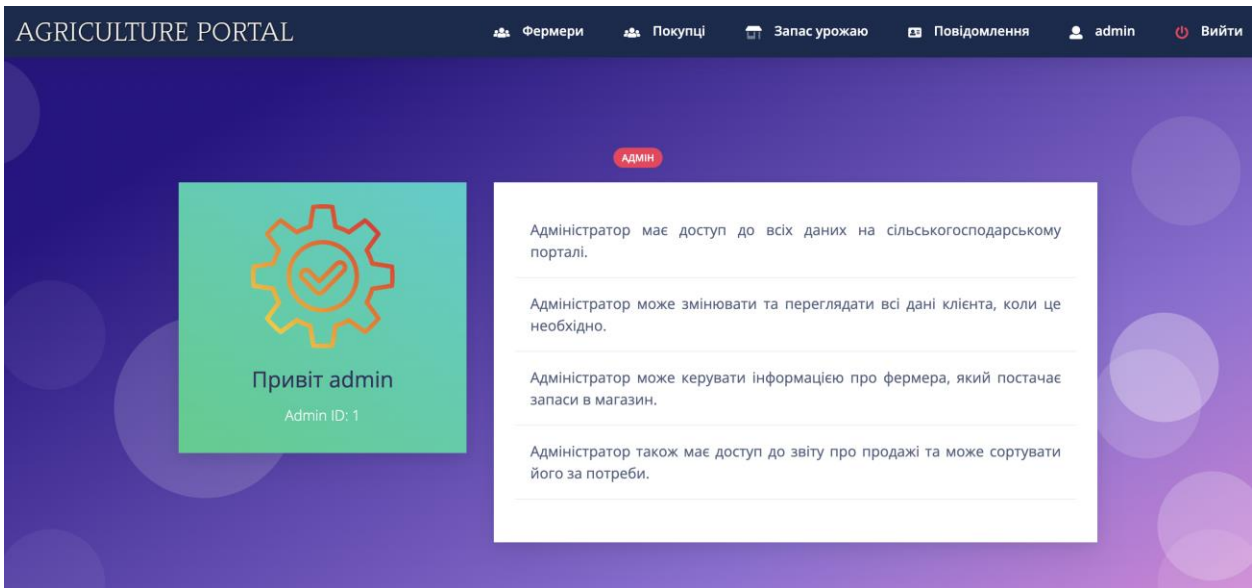 AGRICULTURE PORTAL
Фермери
Покупці
Запас урожаю
Повідомлення
admin
Вийти
АДМІН
Привіт admin
Admin ID: 1
Адміністратор має доступ до всіх даних на сільськогосподарському
порталі.
Адміністратор може змінювати та переглядати всі дані клієнта, коли це
необхідно.
Адміністратор може керувати інформацією про фермера, який постачає
запаси в магазин.
Адміністратор також має доступ до звіту про продажі та може сортувати
його за потреби.